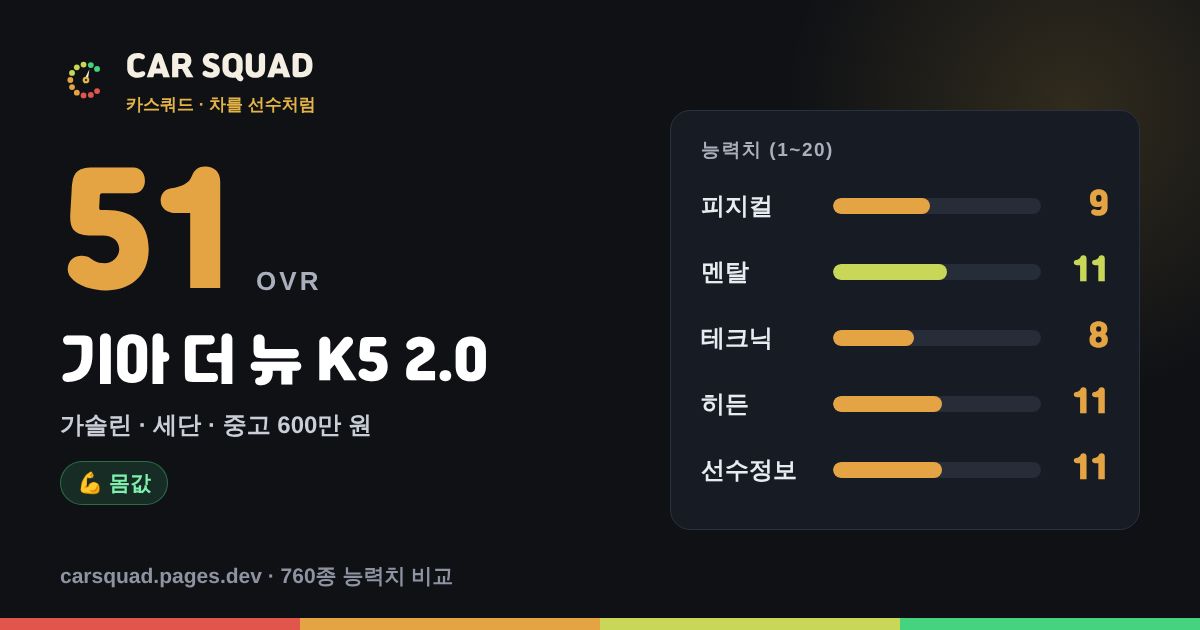 CAR SQUAD
카스쿼드 · 차를 선수처럼
51 OVR
기아 더 뉴 K5 2.0
가솔린 · 세단 · 중고 600만 원
💪 몸값
carsquad.pages.dev · 760종 능력치 비교
능력치 (1~20)
피지컬 9
멘탈 11
테크닉 8
히든 11
선수정보 11